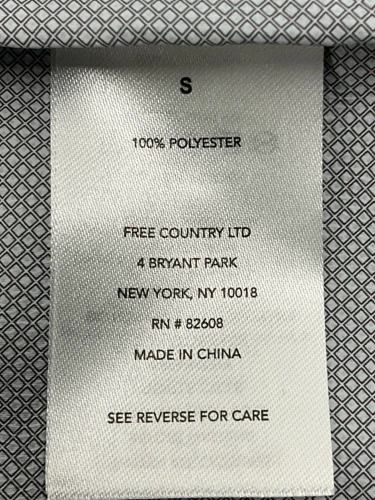 S
100% POLYESTER
FREE COUNTRY LTD
4 BRYANT PARK
NEW YORK, NY 10018
RN # 82608
MADE IN CHINA
SEE REVERSE FOR CARE